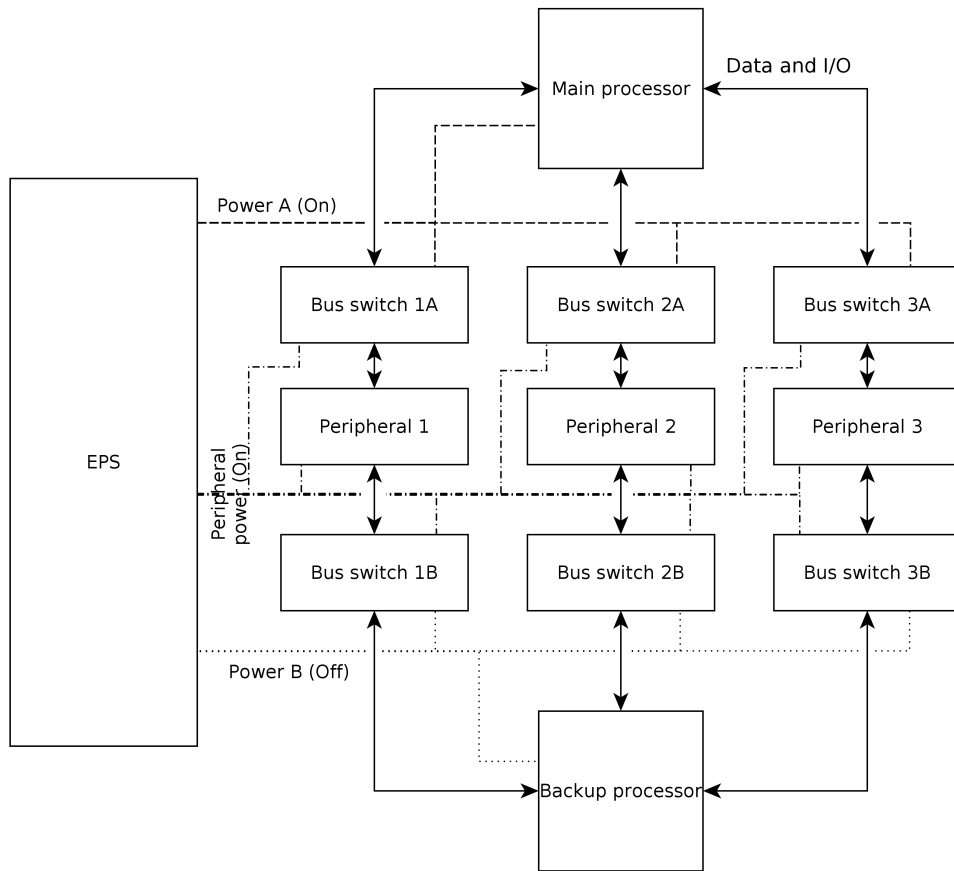 Data and I/O
Main processor
Power A (On)
Bus switch 1A
Bus switch 2A
Bus switch 3A
Peripheral 1
Peripheral 2
Peripheral 3
EPS
Peripheral
power (On)
Bus switch 1B
Bus switch 2B
Bus switch 3B
Power B (Off)
Backup processor